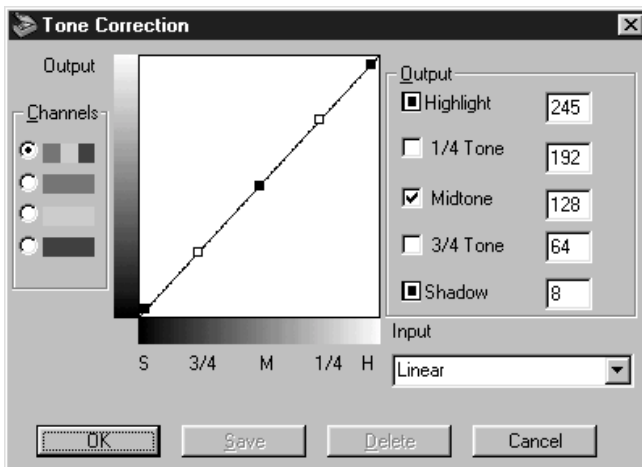 Tone Correction
Output
Channels
S 3/4 M 1/4 H
Output
Highlight 245
1/4 Tone 192
Midtone 128
3/4 Tone 64
Shadow 8
Input
Linear
OK Save Delete Cancel